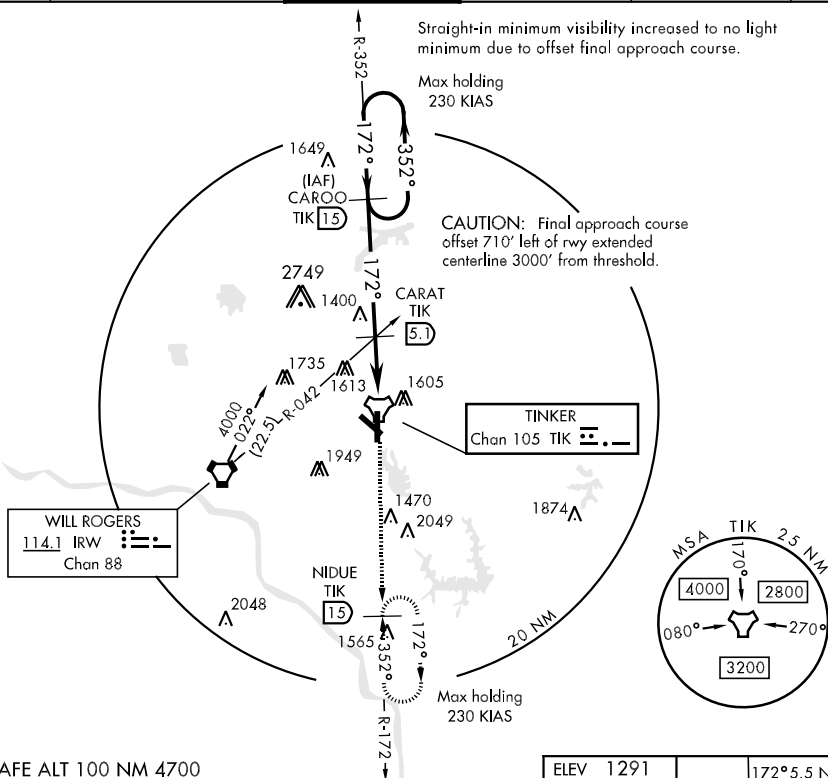 Straight-in minimum visibility increased to no light
minimum due to offset final approach course.
R-352
Max holding
230 KIAS
172°
352°
1649
(IAF)
CAROO
TIK 15
CAUTION: Final approach course
offset 710' left of rwy extended
centerline 3000' from threshold.
172°
2749
1400
CARAT
TIK
5.1
1735
1613
1605
4000
022°
(22.5)
R-042
TINKER
Chan 105 TIK
1949
WILL ROGERS
114.1 IRW
Chan 88
1470
2049
1874
MSA TIK 25 NM
170°
4000
2800
080°
270°
3200
NIDUE
TIK
15
2048
1565
352°
172°
20 NM
Max holding
230 KIAS
R-172
AFE ALT 100 NM 4700
ELEV 1291
172° 5.5 N